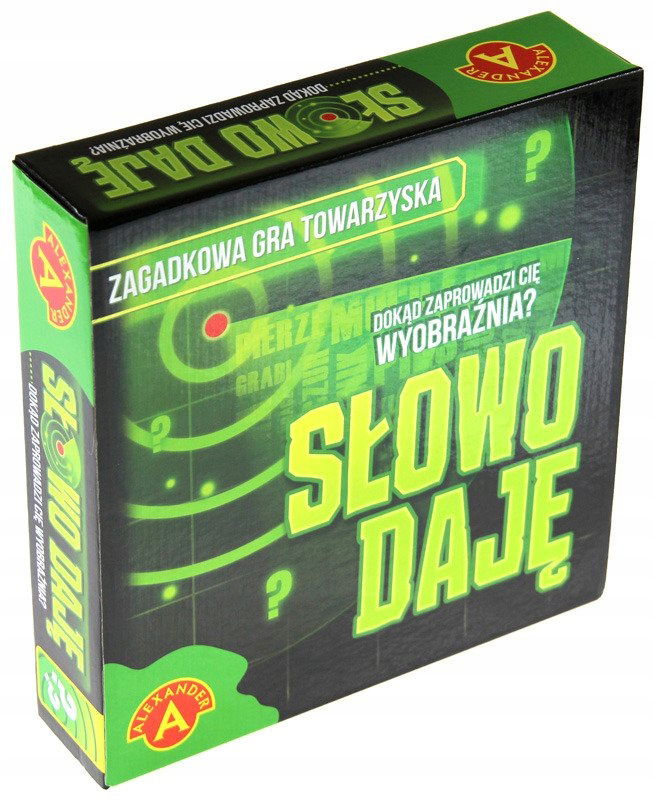 ALEXANDER
A
SŁOWO DAJĘ
DOKĄD ZAPROWADZI CIĘ WYOBRAŹNIA?
ZAGADKOWA GRA TOWARZYSKA
?
DOKĄD ZAPROWADZI CIĘ
WYOBRAŹNIA?
GRABI
SŁOWO
DAJĘ
?
?
ALEXANDER
A
ALEXANDER
A
SŁOWO DAJĘ
DOKĄD ZAPROWADZI CIĘ WYOBRAŹNIA?